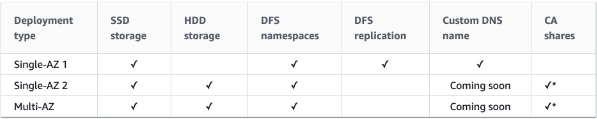 Deployment type SSD storage HDD storage DFS namespaces DFS replication Custom DNS name CA shares
Single-AZ 1 ✓ ✓ ✓ ✓
Single-AZ 2 ✓ ✓ ✓ Coming soon ✓*
Multi-AZ ✓ ✓ ✓ Coming soon ✓*